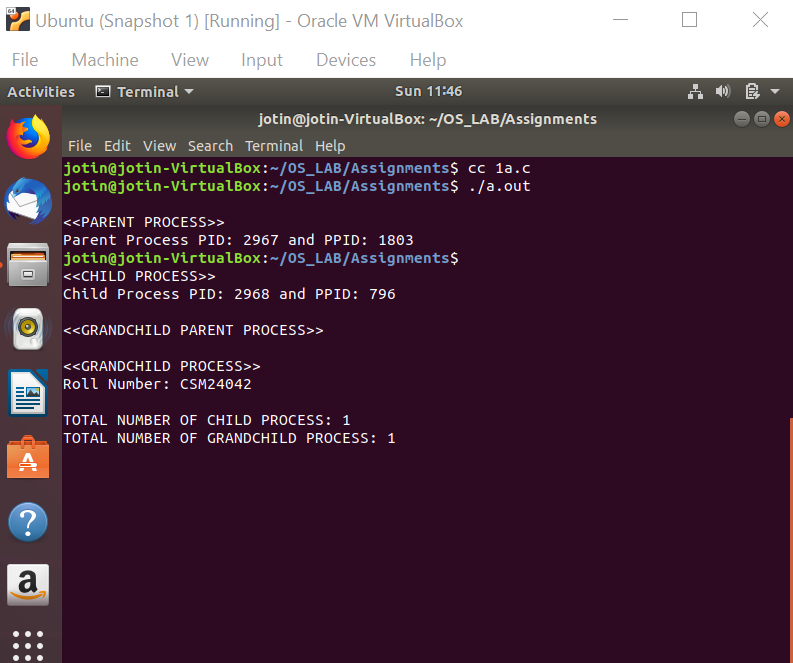 64
Ubuntu (Snapshot 1) [Running] - Oracle VM VirtualBox
File Machine View Input Devices Help
Activities Terminal Sun 11:46
jotin@jotin-VirtualBox: ~/OS_LAB/Assignments
File Edit View Search Terminal Help
jotin@jotin-VirtualBox:~/OS_LAB/Assignments$ cc 1a.c
jotin@jotin-VirtualBox:~/OS_LAB/Assignments$ ./a.out
<<PARENT PROCESS>>
Parent Process PID: 2967 and PPID: 1803
jotin@jotin-VirtualBox:~/OS_LAB/Assignments$
<<CHILD PROCESS>>
Child Process PID: 2968 and PPID: 796
<<GRANDCHILD PARENT PROCESS>>
<<GRANDCHILD PROCESS>>
Roll Number: CSM24042
TOTAL NUMBER OF CHILD PROCESS: 1
TOTAL NUMBER OF GRANDCHILD PROCESS: 1